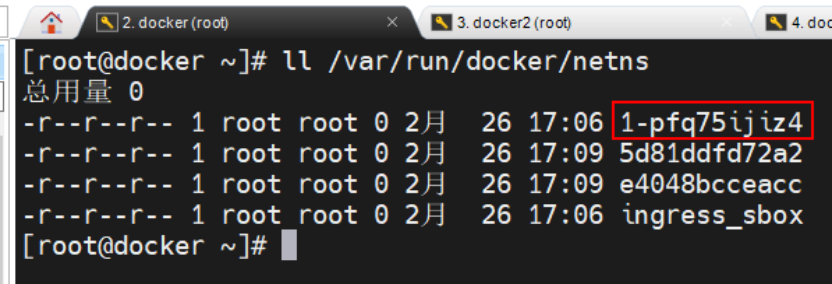 2. docker (root) × 3. docker2 (root) × 4. doc
[root@docker ~]# ll /var/run/docker/netns
总用量 0
-r--r--r-- 1 root root 0 2月 26 17:06 1-pfq75ijiz4
-r--r--r-- 1 root root 0 2月 26 17:09 5d81ddfd72a2
-r--r--r-- 1 root root 0 2月 26 17:09 e4048bcceacc
-r--r--r-- 1 root root 0 2月 26 17:06 ingress_sbox
[root@docker ~]#